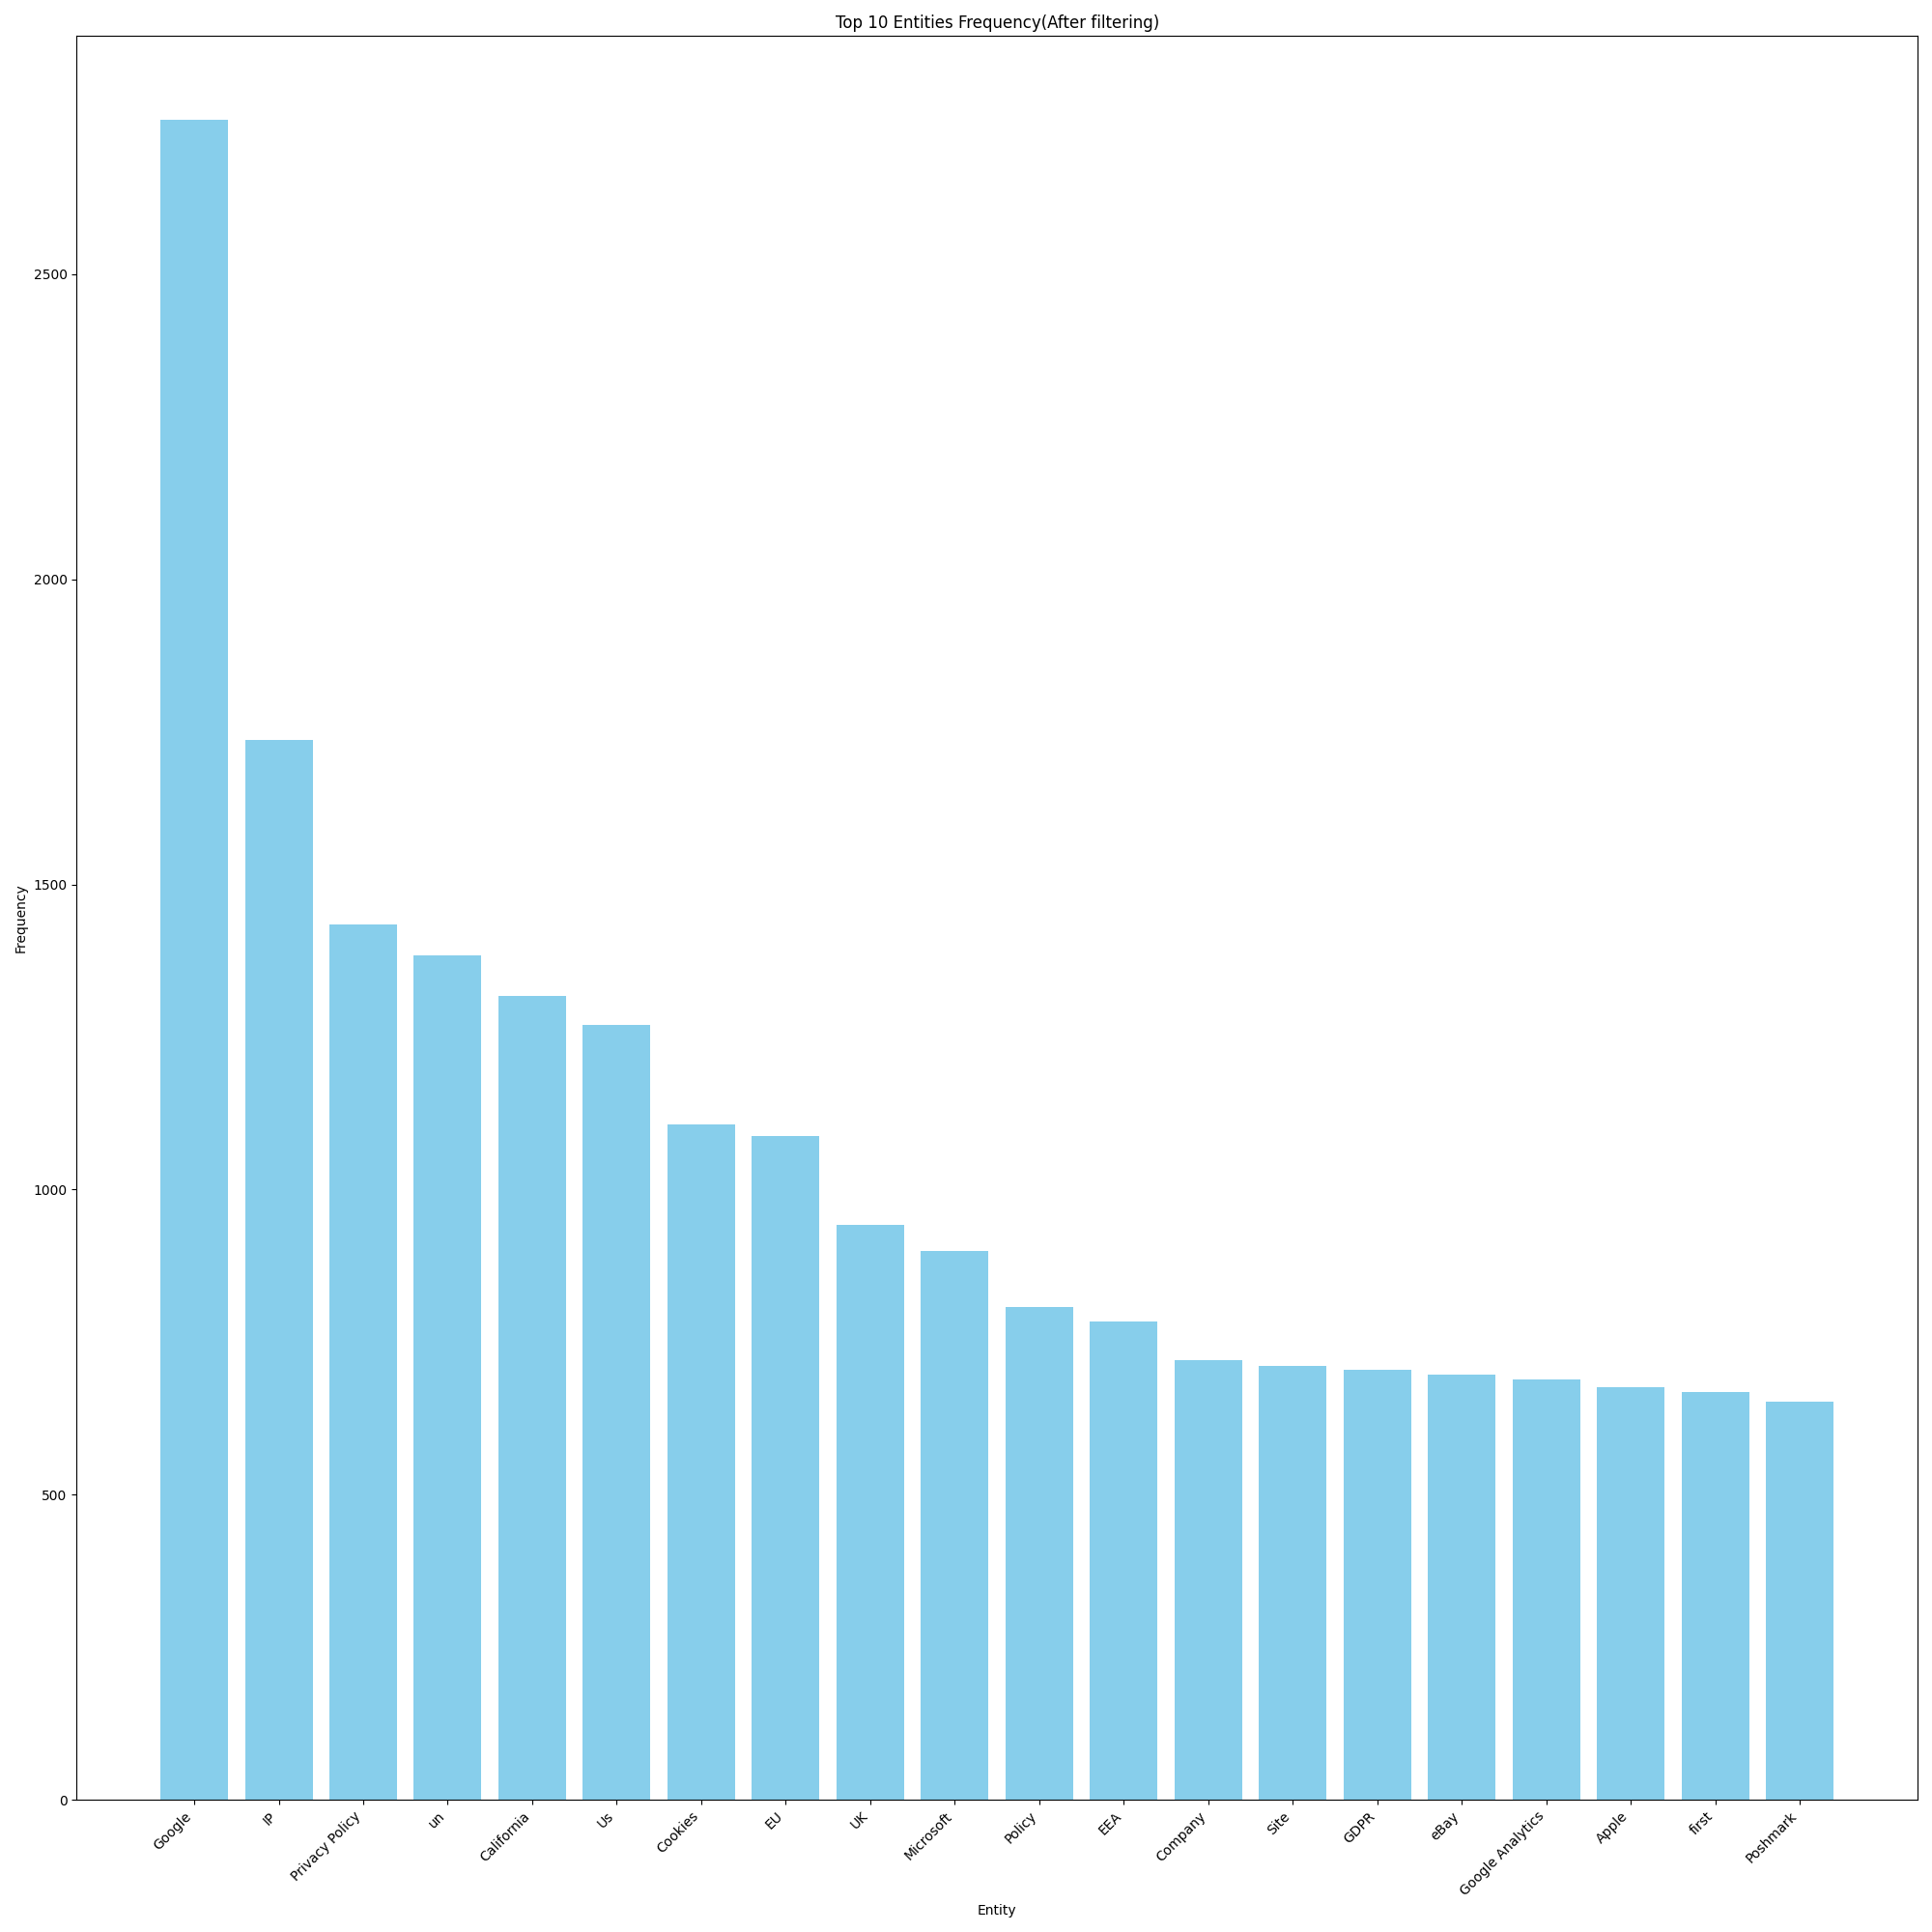 Top 10 Entities Frequency(After filtering)
Frequency
2500
2000
1500
1000
500
0
Google
IP
Privacy Policy
un
California
Us
Cookies
EU
UK
Microsoft
Policy
EEA
Company
Site
GDPR
eBay
Google Analytics
Apple
first
Poshmark
Entity